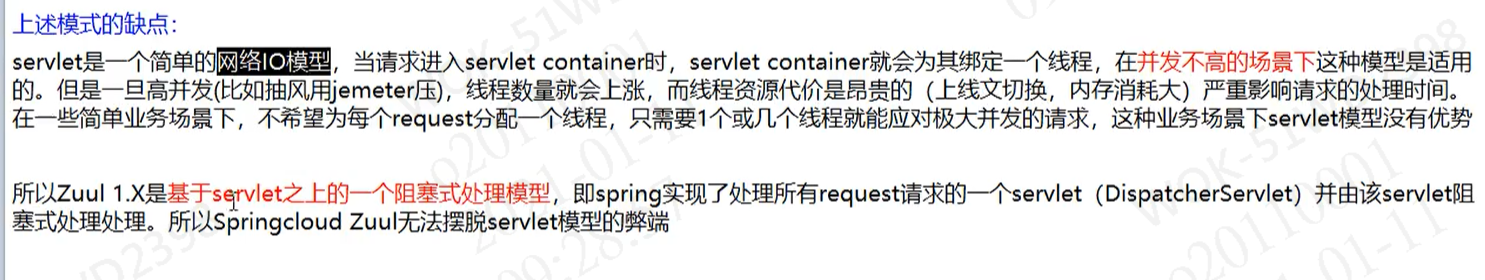 上述模式的缺点：
servlet是一个简单的网络IO模型，当请求进入servlet container时，servlet container就会为其绑定一个线程，在并发不高的场景下这种模型是适用
的。但是一旦高并发(比如抽风用jemeter压)，线程数量就会上涨，而线程资源代价是昂贵的（上线文切换，内存消耗大）严重影响请求的处理时间。
在一些简单业务场景下，不希望为每个request分配一个线程，只需要1个或几个线程就能应对极大并发的请求，这种业务场景下servlet模型没有优势
所以Zuul 1.X是基于servlet之上的一个阻塞式处理模型，即spring实现了处理所有request请求的一个servlet（DispatcherServlet）并由该servlet阻
塞式处理处理。所以Springcloud Zuul无法摆脱servlet模型的弊端